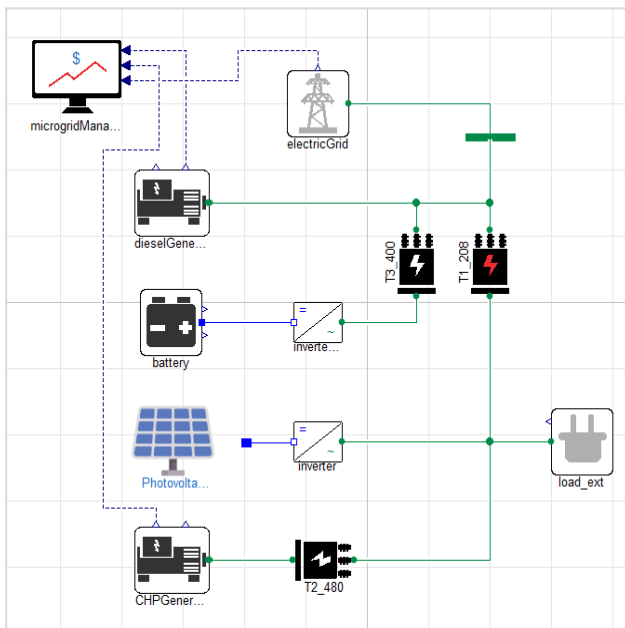 $
microgridMana...
electricGrid
dieselGene...
T3_400
T1_208
battery
=
~
inverte...
Photovolta...
=
~
inverter
load_ext
CHPGener...
T2_480